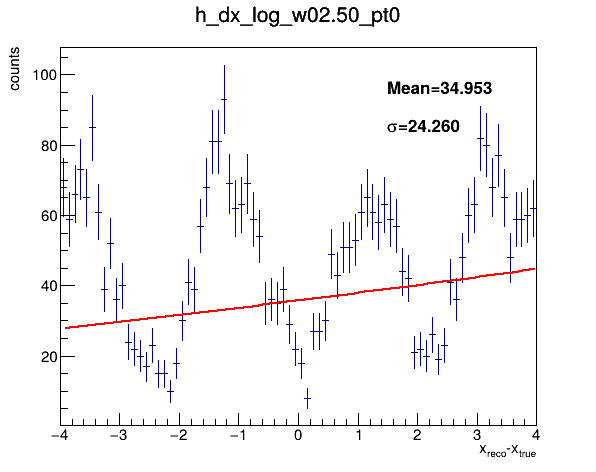 h_dx_log_w02.50_pt0
counts
100
80
60
40
20
Mean=34.953
σ=24.260
−4 −3 −2 −1 0 1 2 3 4
x_reco-x_true